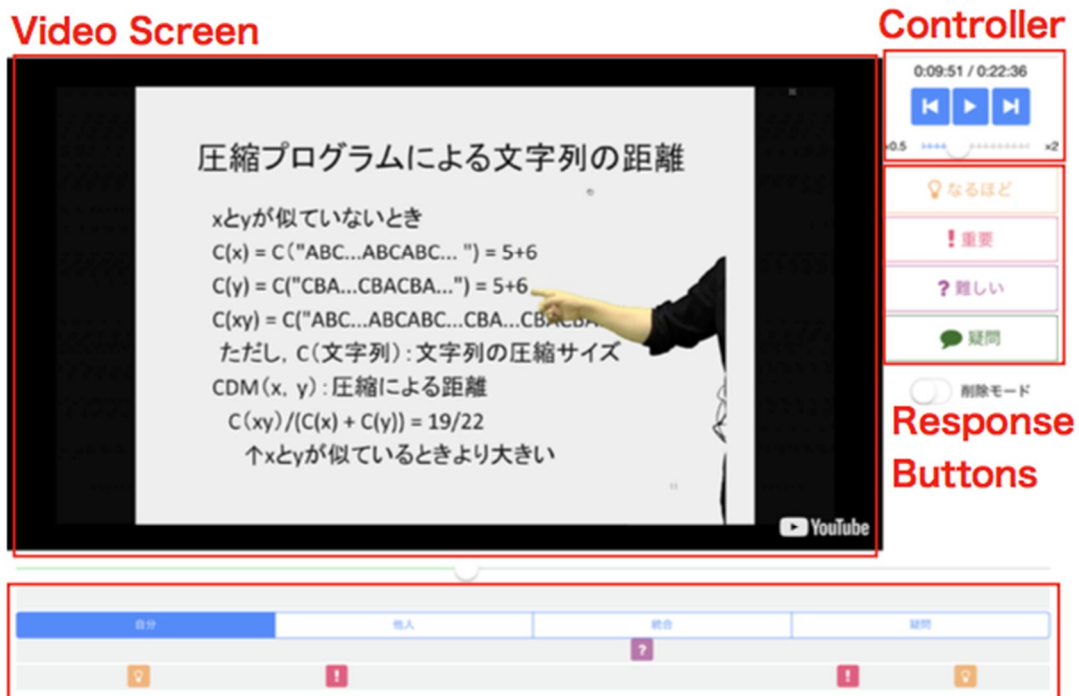 Video Screen
Controller
0:09:51 / 0:22:36
x0.5
x2
圧縮プログラムによる文字列の距離
xとyが似ていないとき
C(x) = C("ABC...ABCABC... ") = 5+6
C(y) = C("CBA...CBACBA...") = 5+6
C(xy) = C("ABC...ABCABC...CBA...CBACBA
ただし, C(文字列):文字列の圧縮サイズ
CDM(x, y):圧縮による距離
C(xy)/(C(x) + C(y)) = 19/22
↑xとyが似ているときより大きい
YouTube
なるほど
重要
難しい
疑問
削除モード
Response
Buttons
自分
他人
統合
疑問